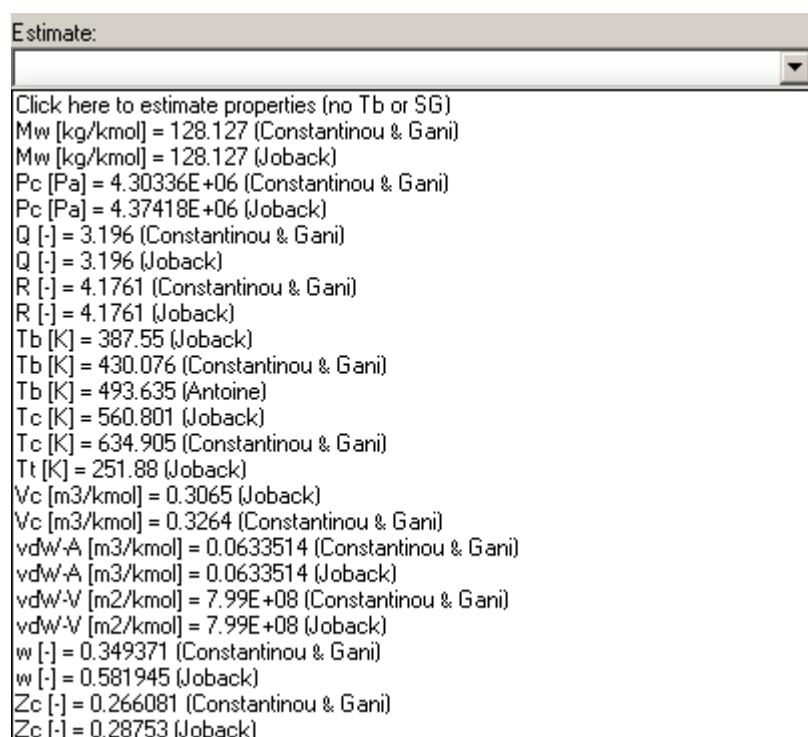 Estimate:
Click here to estimate properties (no Tb or SG)
Mw [kg/kmol] = 128.127 (Constantinou & Gani)
Mw [kg/kmol] = 128.127 (Joback)
Pc [Pa] = 4.30336E+06 (Constantinou & Gani)
Pc [Pa] = 4.37418E+06 (Joback)
Q [-] = 3.196 (Constantinou & Gani)
Q [-] = 3.196 (Joback)
R [-] = 4.1761 (Constantinou & Gani)
R [-] = 4.1761 (Joback)
Tb [K] = 387.55 (Joback)
Tb [K] = 430.076 (Constantinou & Gani)
Tb [K] = 493.635 (Antoine)
Tc [K] = 560.801 (Joback)
Tc [K] = 634.905 (Constantinou & Gani)
Tt [K] = 251.88 (Joback)
Vc [m3/kmol] = 0.3065 (Joback)
Vc [m3/kmol] = 0.3264 (Constantinou & Gani)
vdW-A [m3/kmol] = 0.0633514 (Constantinou & Gani)
vdW-A [m3/kmol] = 0.0633514 (Joback)
vdW-V [m2/kmol] = 7.99E+08 (Constantinou & Gani)
vdW-V [m2/kmol] = 7.99E+08 (Joback)
w [-] = 0.349371 (Constantinou & Gani)
w [-] = 0.581945 (Joback)
Zc [-] = 0.266081 (Constantinou & Gani)
Zc [-] = 0.28753 (Joback)